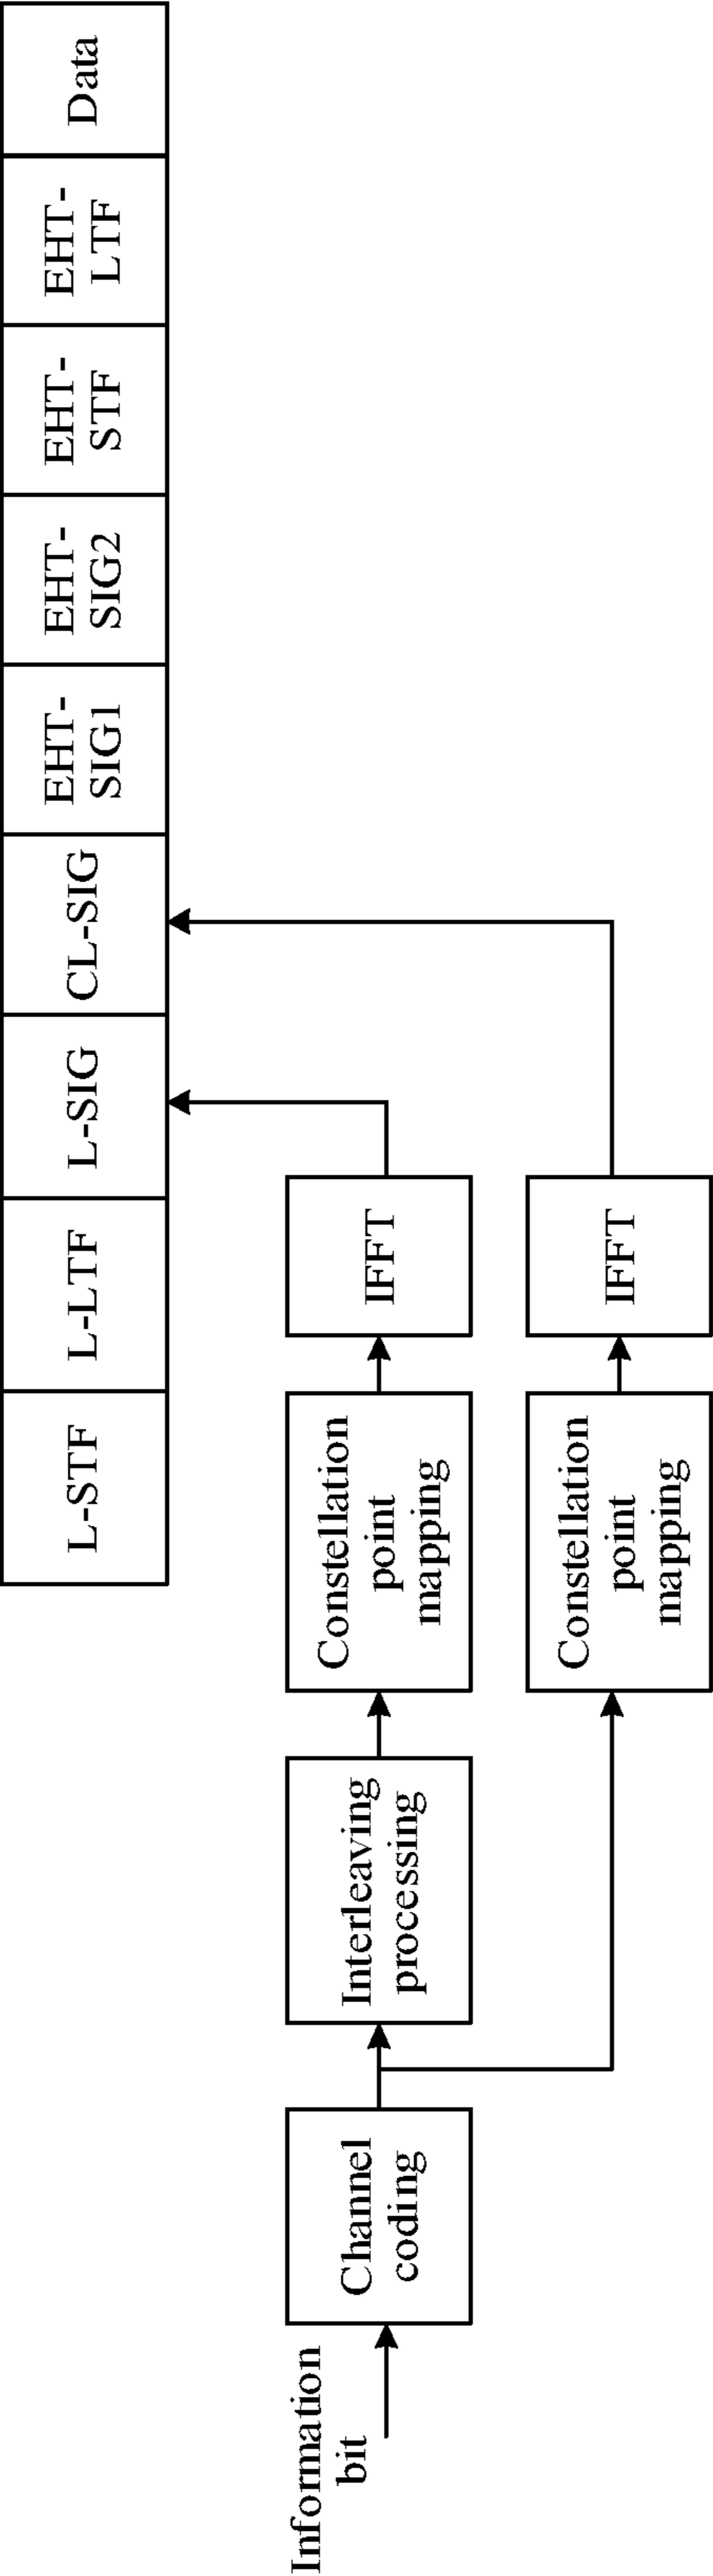 L-STF
L-LTF
L-SIG
CL-SIG
EHT-
SIG1
EHT-
SIG2
EHT-
STF
EHT-
LTF
Data
Information
bit
Channel
coding
Interleaving
processing
Constellation
point
mapping
IFFT
Constellation
point
mapping
IFFT